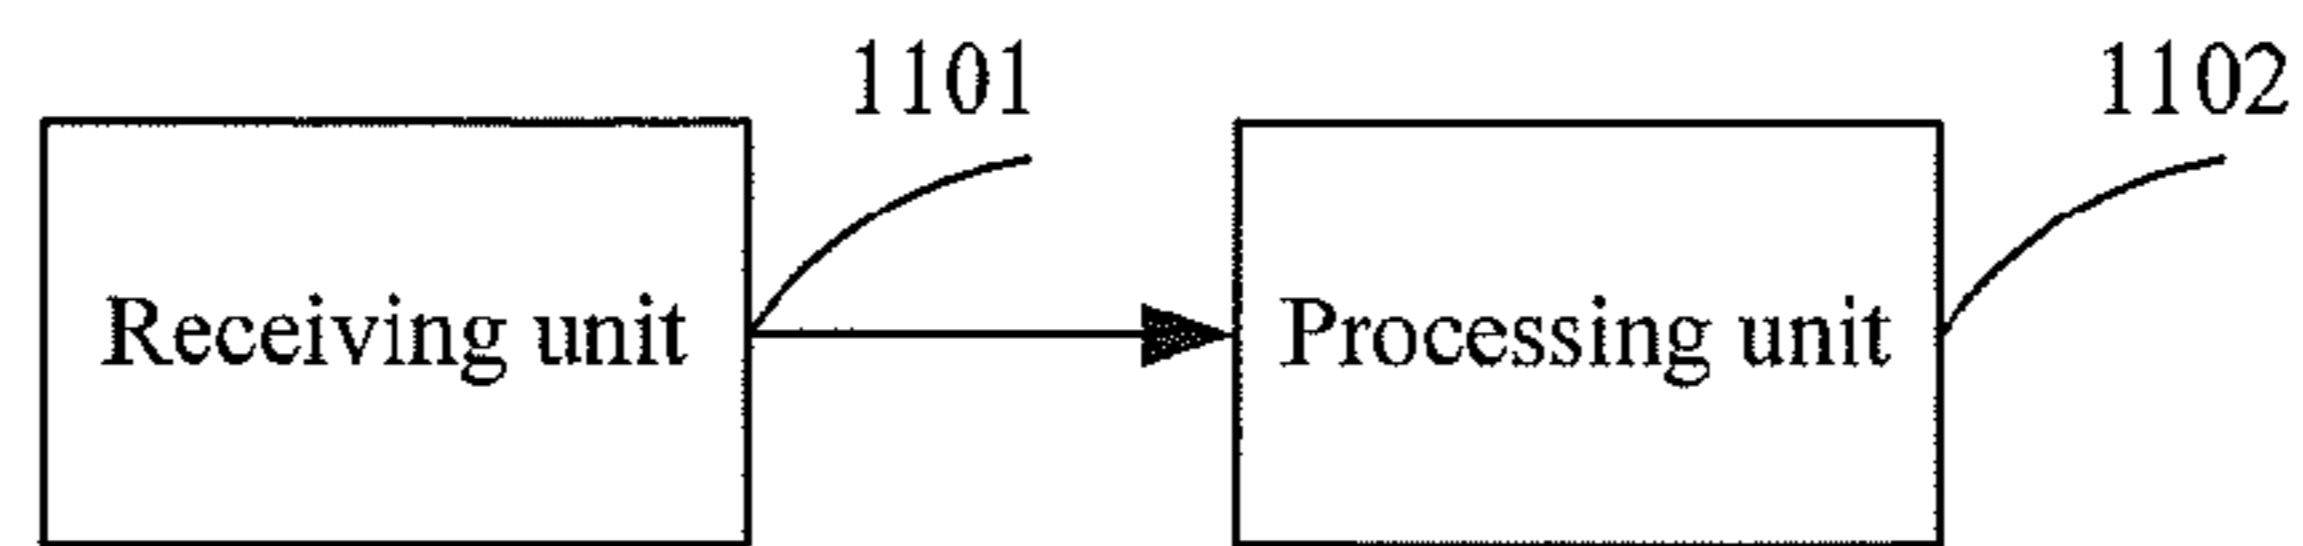 1101
1102
Receiving unit
Processing unit